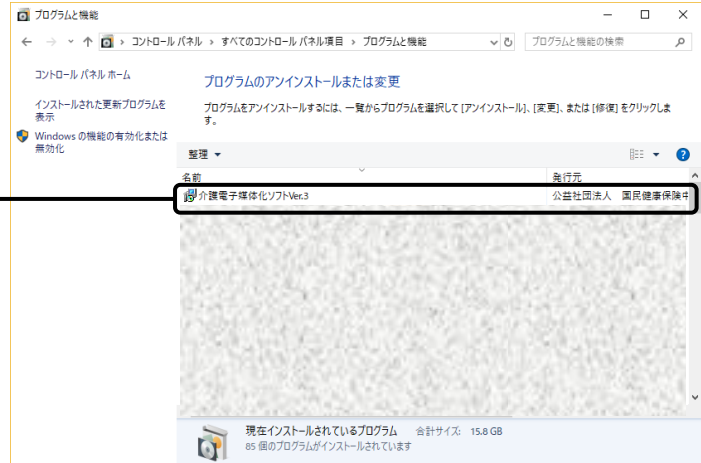 プログラムと機能
コントロール パネル › すべてのコントロール パネル項目 › プログラムと機能
プログラムと機能の検索
コントロール パネル ホーム
インストールされた更新プログラムを
表示
Windows の機能の有効化または
無効化
プログラムのアンインストールまたは変更
プログラムをアンインストールするには、一覧からプログラムを選択して [アンインストール]、[変更]、または [修復] をクリックしま
す。
整理
名前 発行元
介護電子媒体化ソフトVer.3 公益社団法人 国民健康保険中
現在インストールされているプログラム 合計サイズ: 15.8 GB
85 個のプログラムがインストールされています